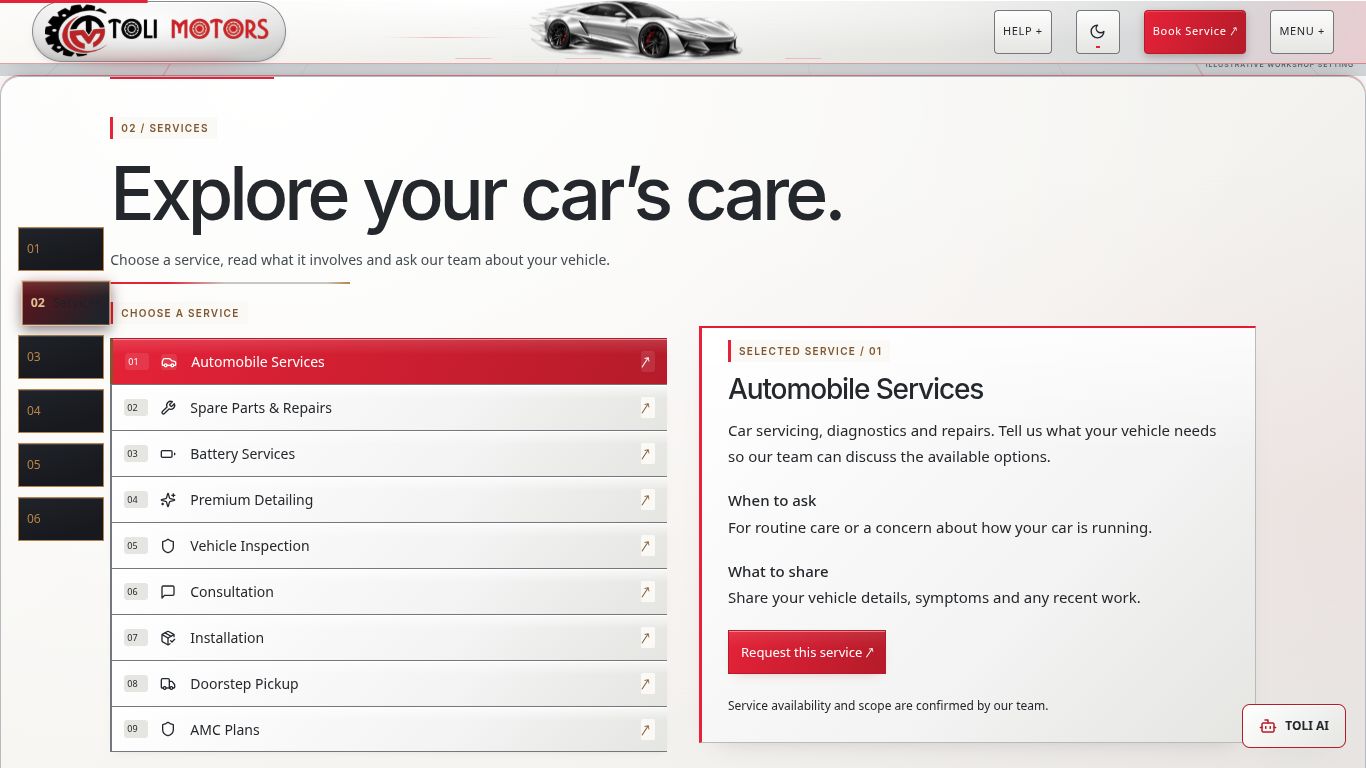 TOLI MOTORS
HELP +
Book Service ↗
MENU +
ILLUSTRATIVE WORKSHOP SETTING
02 / SERVICES
Explore your car’s care.
Choose a service, read what it involves and ask our team about your vehicle.
01
02 Services
03
04
05
06
CHOOSE A SERVICE
01 Automobile Services ↗
02 Spare Parts & Repairs ↗
03 Battery Services ↗
04 Premium Detailing ↗
05 Vehicle Inspection ↗
06 Consultation ↗
07 Installation ↗
08 Doorstep Pickup ↗
09 AMC Plans ↗
SELECTED SERVICE / 01
Automobile Services
Car servicing, diagnostics and repairs. Tell us what your vehicle needs
so our team can discuss the available options.
When to ask
For routine care or a concern about how your car is running.
What to share
Share your vehicle details, symptoms and any recent work.
Request this service ↗
Service availability and scope are confirmed by our team.
TOLI AI